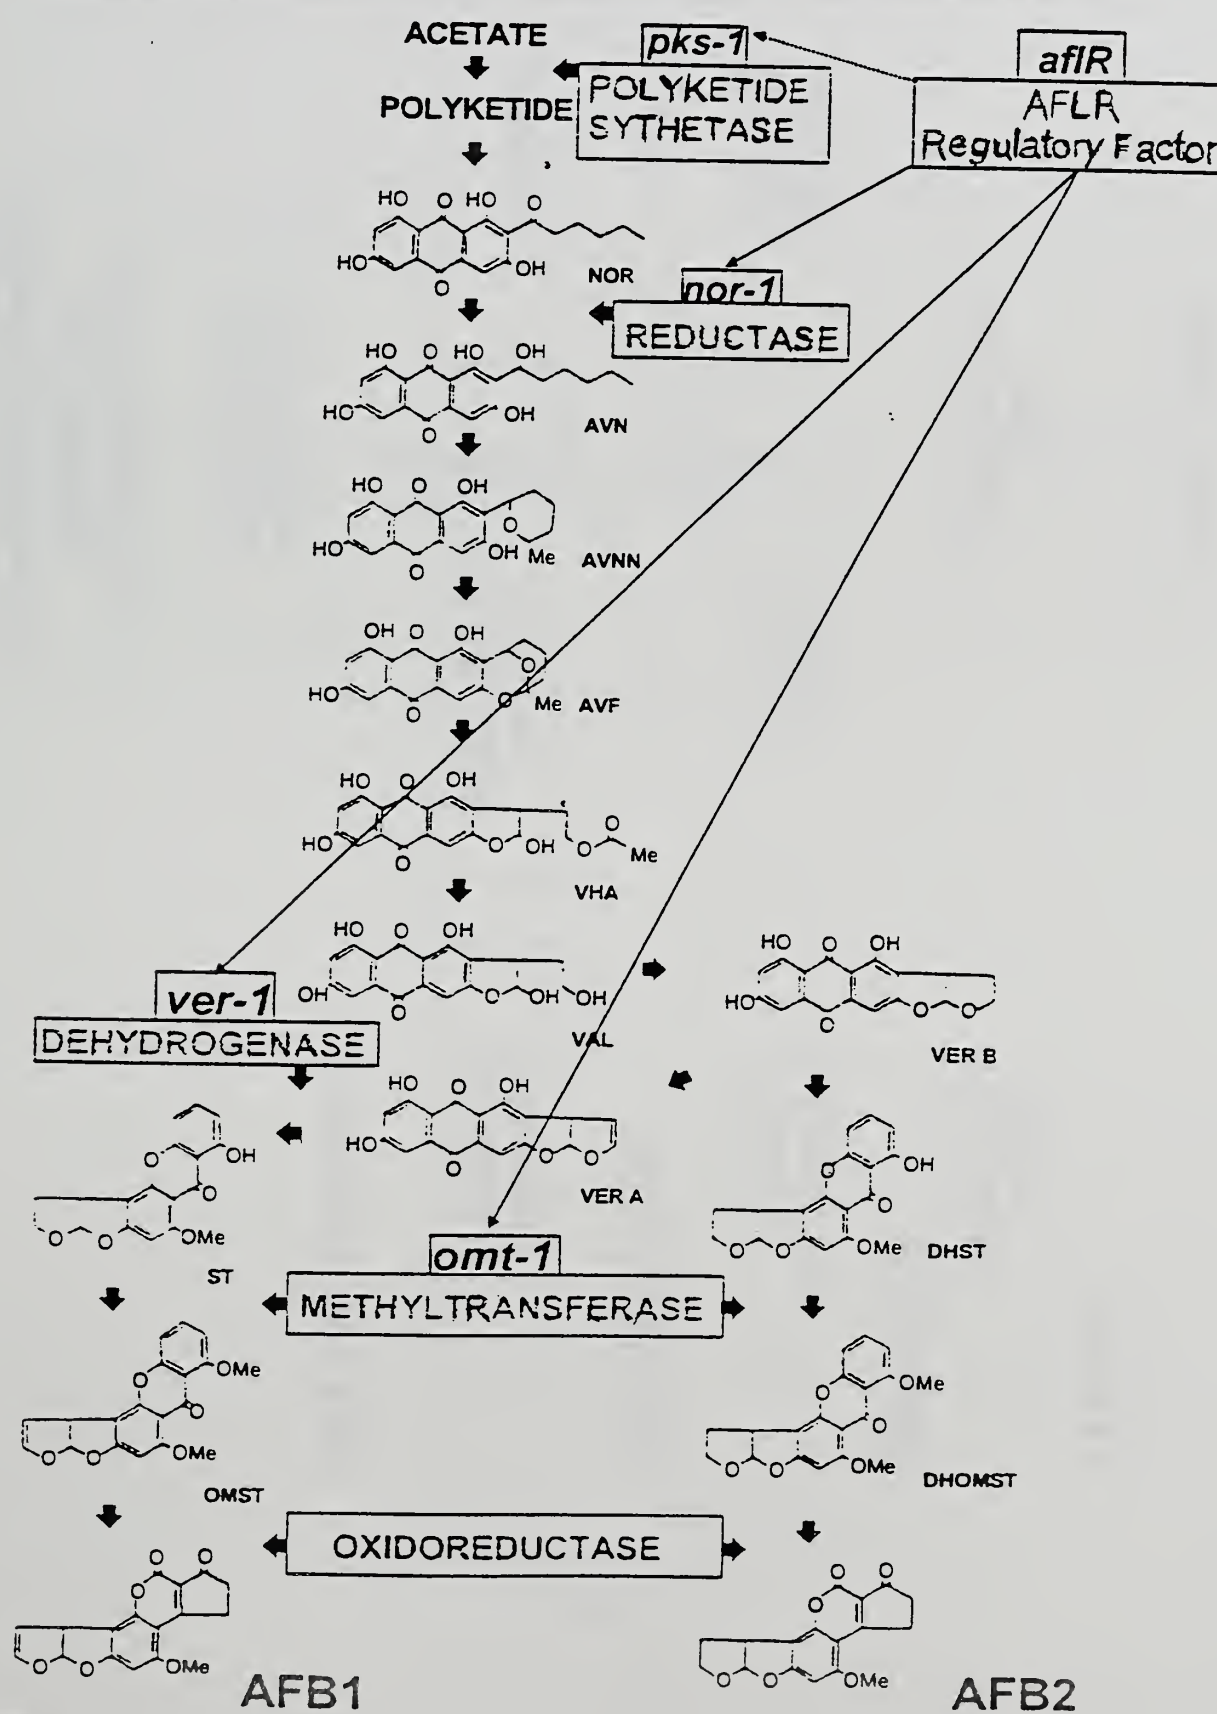 ACETATE
pks-1
aflR
POLYKETIDE
POLYKETIDE
SYTHETASE
AFLR
Regulatory Factor
HO O HO O
HO
OH
O
NOR
nor-1
REDUCTASE
HO O HO OH
HO
OH
O
AVN
HO O OH
O
HO
OH Me
O
AVNN
OH O OH
O
HO
O Me
O
AVF
HO O OH
O
HO
O OH O Me
O
VHA
HO O OH
OH
O OH OH
O
VAL
HO O OH
HO
O O
O
VER B
ver-1
DEHYDROGENASE
HO O OH
HO
O O
O
VER A
O OH
O
O O OMe
ST
O OH
O
O O OMe
DHST
omt-1
METHYLTRANSFERASE
O OMe
O
O O OMe
OMST
O OMe
O
O O OMe
DHOMST
OXIDOREDUCTASE
O O
O
O O OMe
AFB1
O O
O
O O OMe
AFB2